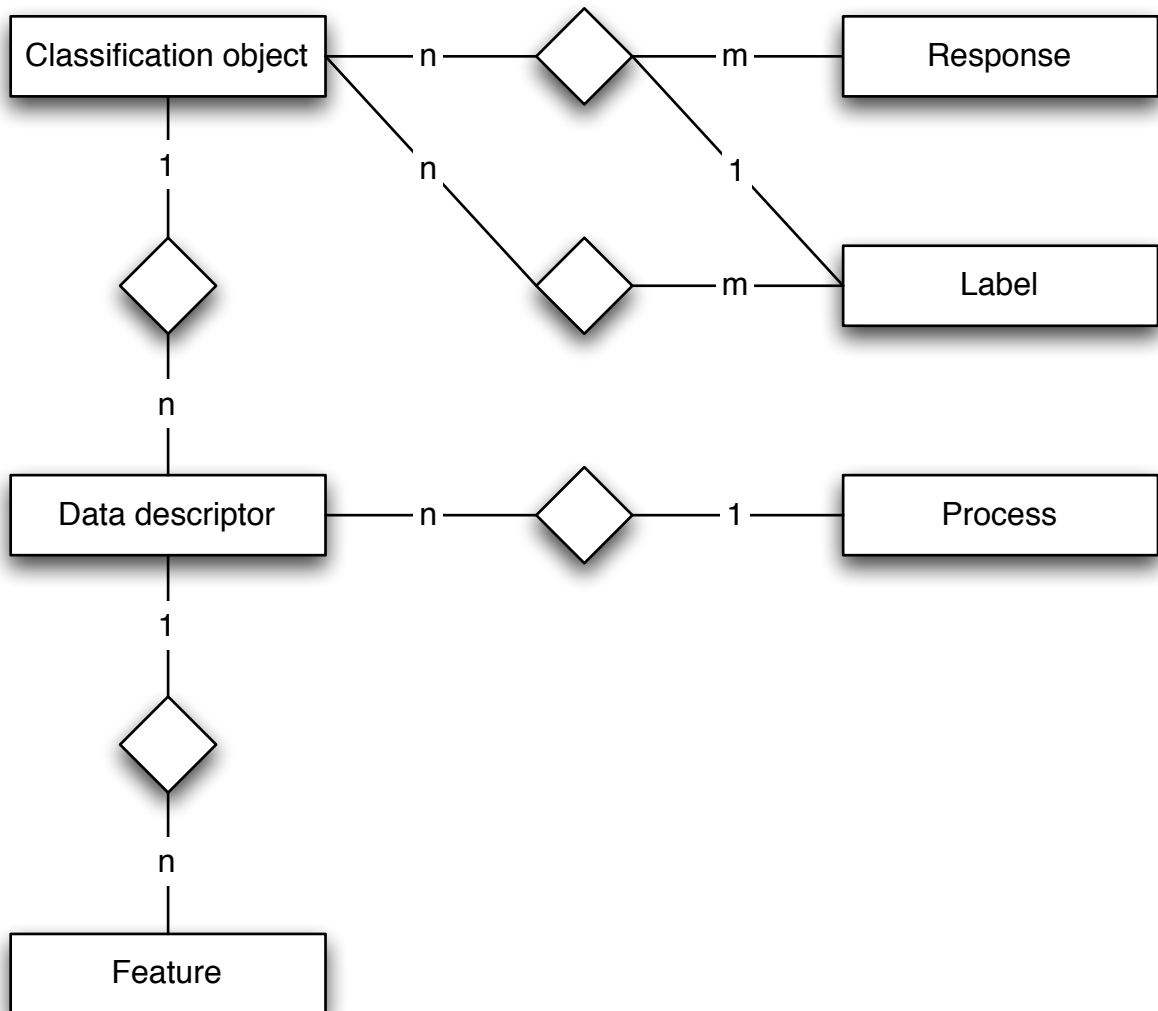 Classification object
n
m
Response
1
n
1
n
m
Label
n
Data descriptor
n
1
Process
1
n
Feature